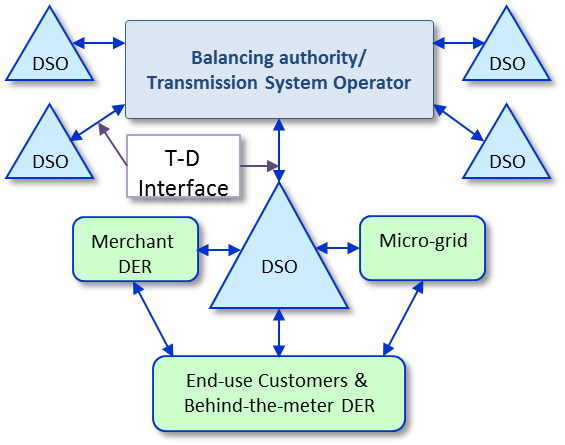 DSO
Balancing authority/
Transmission System Operator
DSO
DSO
DSO
T-D
Interface
DSO
Merchant
DER
Micro-grid
End-use Customers &
Behind-the-meter DER